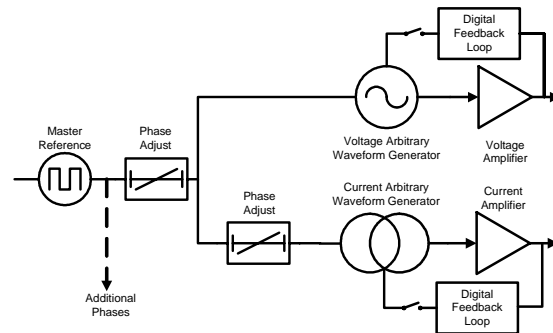 Digital
Feedback
Loop
Master
Reference
Phase
Adjust
Voltage Arbitrary
Waveform Generator
Voltage
Amplifier
Phase
Adjust
Current Arbitrary
Waveform Generator
Current
Amplifier
Additional
Phases
Digital
Feedback
Loop